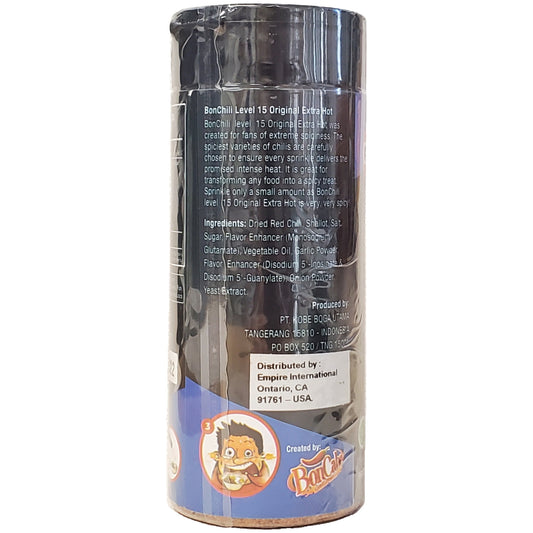 BonChili Level 15 Original Extra Hot
BonChili level 15 Original Extra Hot was
created for fans of extreme spiciness. The
spiciest varieties of chilis are carefully
chosen to ensure every sprinkle delivers the
promised intense heat. It is great for
transforming any food into a spicy treat.
Sprinkle only a small amount as BonChili
level 15 Original Extra Hot is very, very spicy!
Ingredients: Dried Red Chili, Shallot, Salt,
Sugar, Flavor Enhancer (Monosodium
Glutamate), Vegetable Oil, Garlic Powder,
Flavor Enhancer (Disodium 5'-Inosinate &
Disodium 5'-Guanylate), Onion Powder,
Yeast Extract.
Produced by:
PT. KOBE BOGA UTAMA
TANGERANG 15810 - INDONESIA
PO BOX 520 / TNG
Distributed by :
Empire International
Ontario, CA
91761 – USA.
3
Created by:
BonCabe